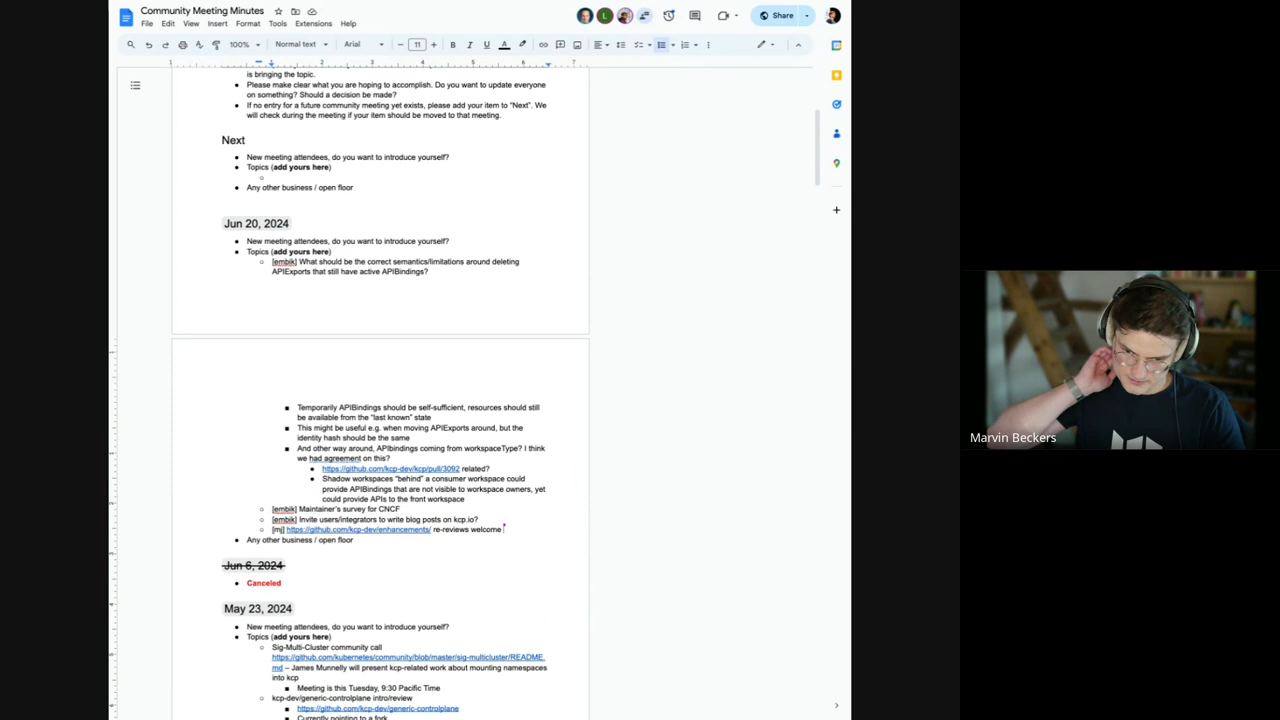 Community Meeting Minutes
File Edit View Insert Format Tools Extensions Help
Share
100% Normal text Arial 11
is bringing the topic.
● Please make clear what you are hoping to accomplish. Do you want to update everyone
on something? Should a decision be made?
● If no entry for a future community meeting yet exists, please add your item to “Next”. We
will check during the meeting if your item should be moved to that meeting.
Next
● New meeting attendees, do you want to introduce yourself?
● Topics (add yours here)
○
● Any other business / open floor
Jun 20, 2024
● New meeting attendees, do you want to introduce yourself?
● Topics (add yours here)
○ [embik] What should be the correct semantics/limitations around deleting
APIExports that still have active APIBindings?
■ Temporarily APIBindings should be self-sufficient, resources should still
be available from the “last known” state
■ This might be useful e.g. when moving APIExports around, but the
identity hash should be the same
■ And other way around, APIbindings coming from workspaceType? I think
we had agreement on this?
● https://github.com/kcp-dev/kcp/pull/3092 related?
● Shadow workspaces “behind” a consumer workspace could
provide APIBindings that are not visible to workspace owners, yet
could provide APIs to the front workspace
○ [embik] Maintainer’s survey for CNCF
○ [embik] Invite users/integrators to write blog posts on kcp.io?
○ [mj] https://github.com/kcp-dev/enhancements/ re-reviews welcome
● Any other business / open floor
Jun 6, 2024
● Canceled
May 23, 2024
● New meeting attendees, do you want to introduce yourself?
● Topics (add yours here)
○ Sig-Multi-Cluster community call
https://github.com/kubernetes/community/blob/master/sig-multicluster/README.
md – James Munnelly will present kcp-related work about mounting namespaces
into kcp
■ Meeting is this Tuesday, 9:30 Pacific Time
○ kcp-dev/generic-controlplane intro/review
■ https://github.com/kcp-dev/generic-controlplane
■ Currently pointing to a fork
Marvin Beckers